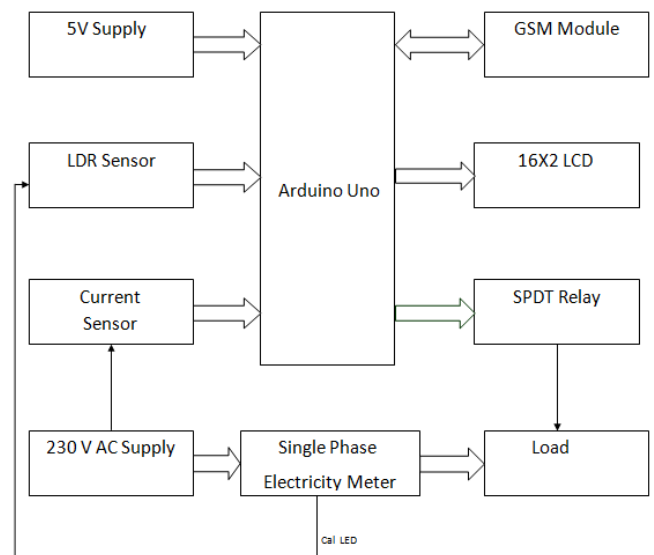 5V Supply
GSM Module
LDR Sensor
16X2 LCD
Arduino Uno
Current
Sensor
SPDT Relay
230 V AC Supply
Single Phase
Electricity Meter
Load
Cal LED